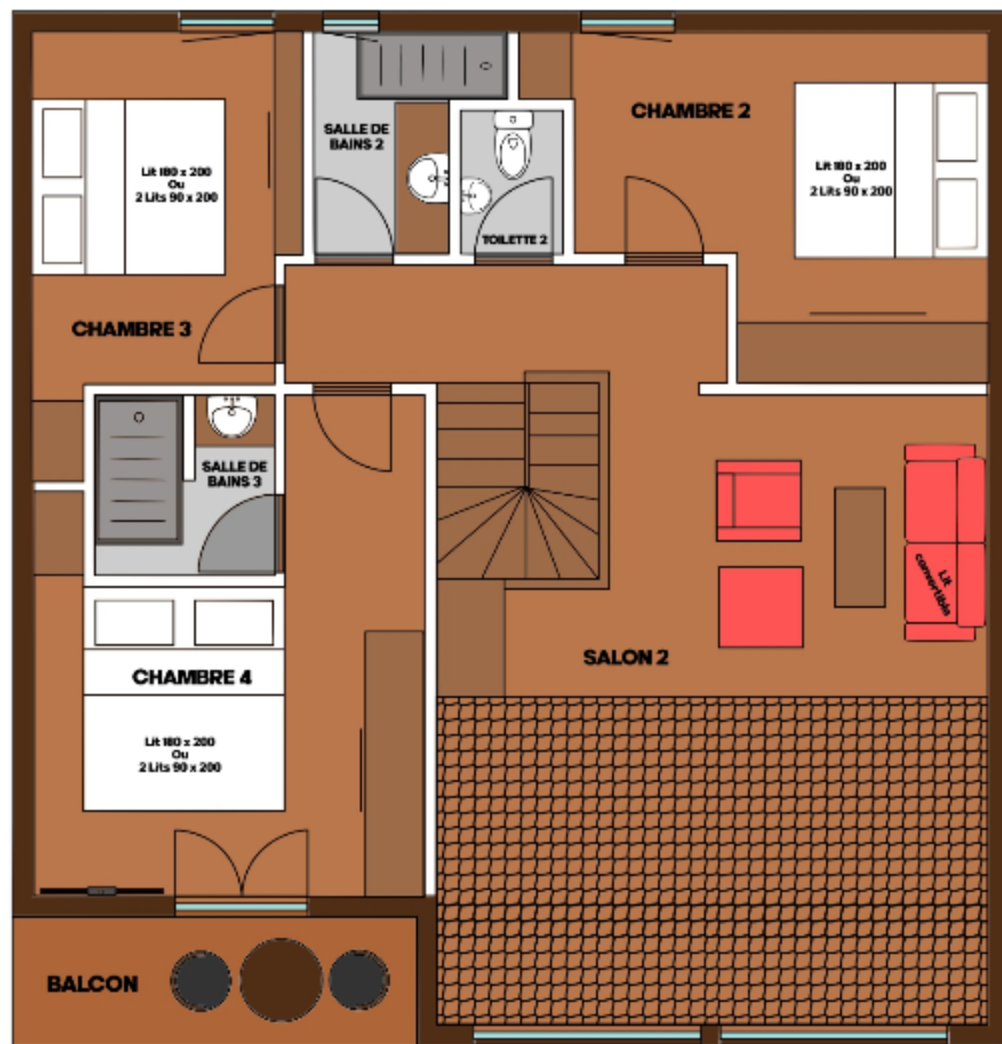 CHAMBRE 2
SALLE DE
BAINS 2
Lit 180 x 200
Ou
2 Lits 90 x 200
Lit 180 x 200
Ou
2 Lits 90 x 200
TOILETTE 2
CHAMBRE 3
SALLE DE
BAINS 3
Lit
convertible
SALON 2
CHAMBRE 4
Lit 180 x 200
Ou
2 Lits 90 x 200
BALCON